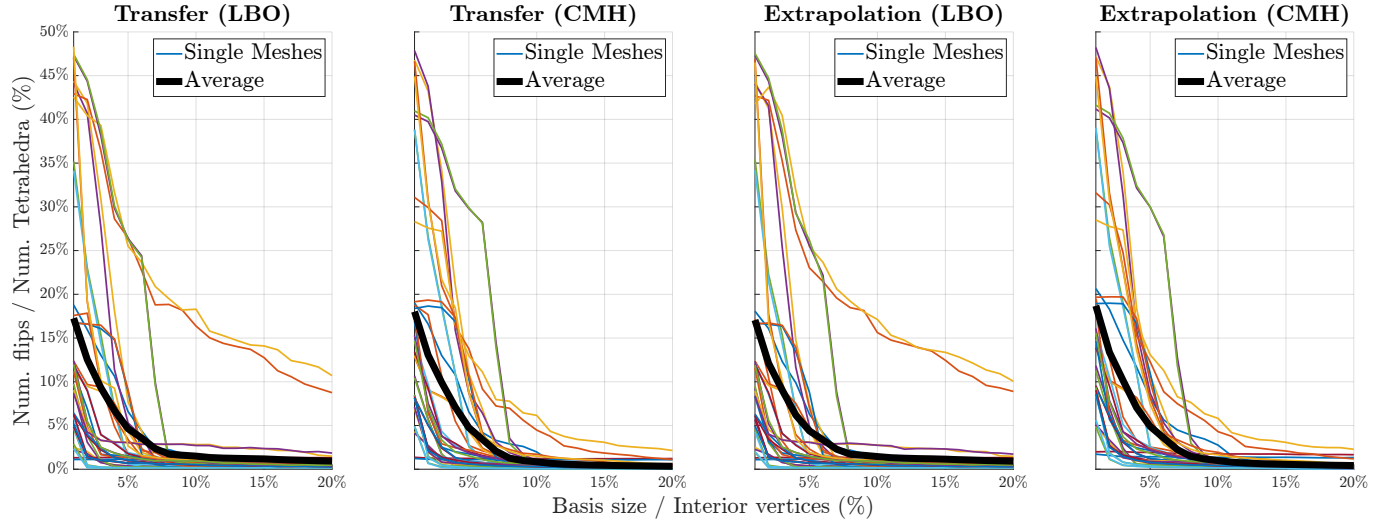 Transfer (LBO)
Transfer (CMH)
Extrapolation (LBO)
Extrapolation (CMH)
Num. flips / Num. Tetrahedra (%)
50%
45%
40%
35%
30%
25%
20%
15%
10%
5%
0%
Single Meshes
Average
Single Meshes
Average
Single Meshes
Average
Single Meshes
Average
5% 10% 15% 20%
5% 10% 15% 20%
5% 10% 15% 20%
5% 10% 15% 20%
Basis size / Interior vertices (%)